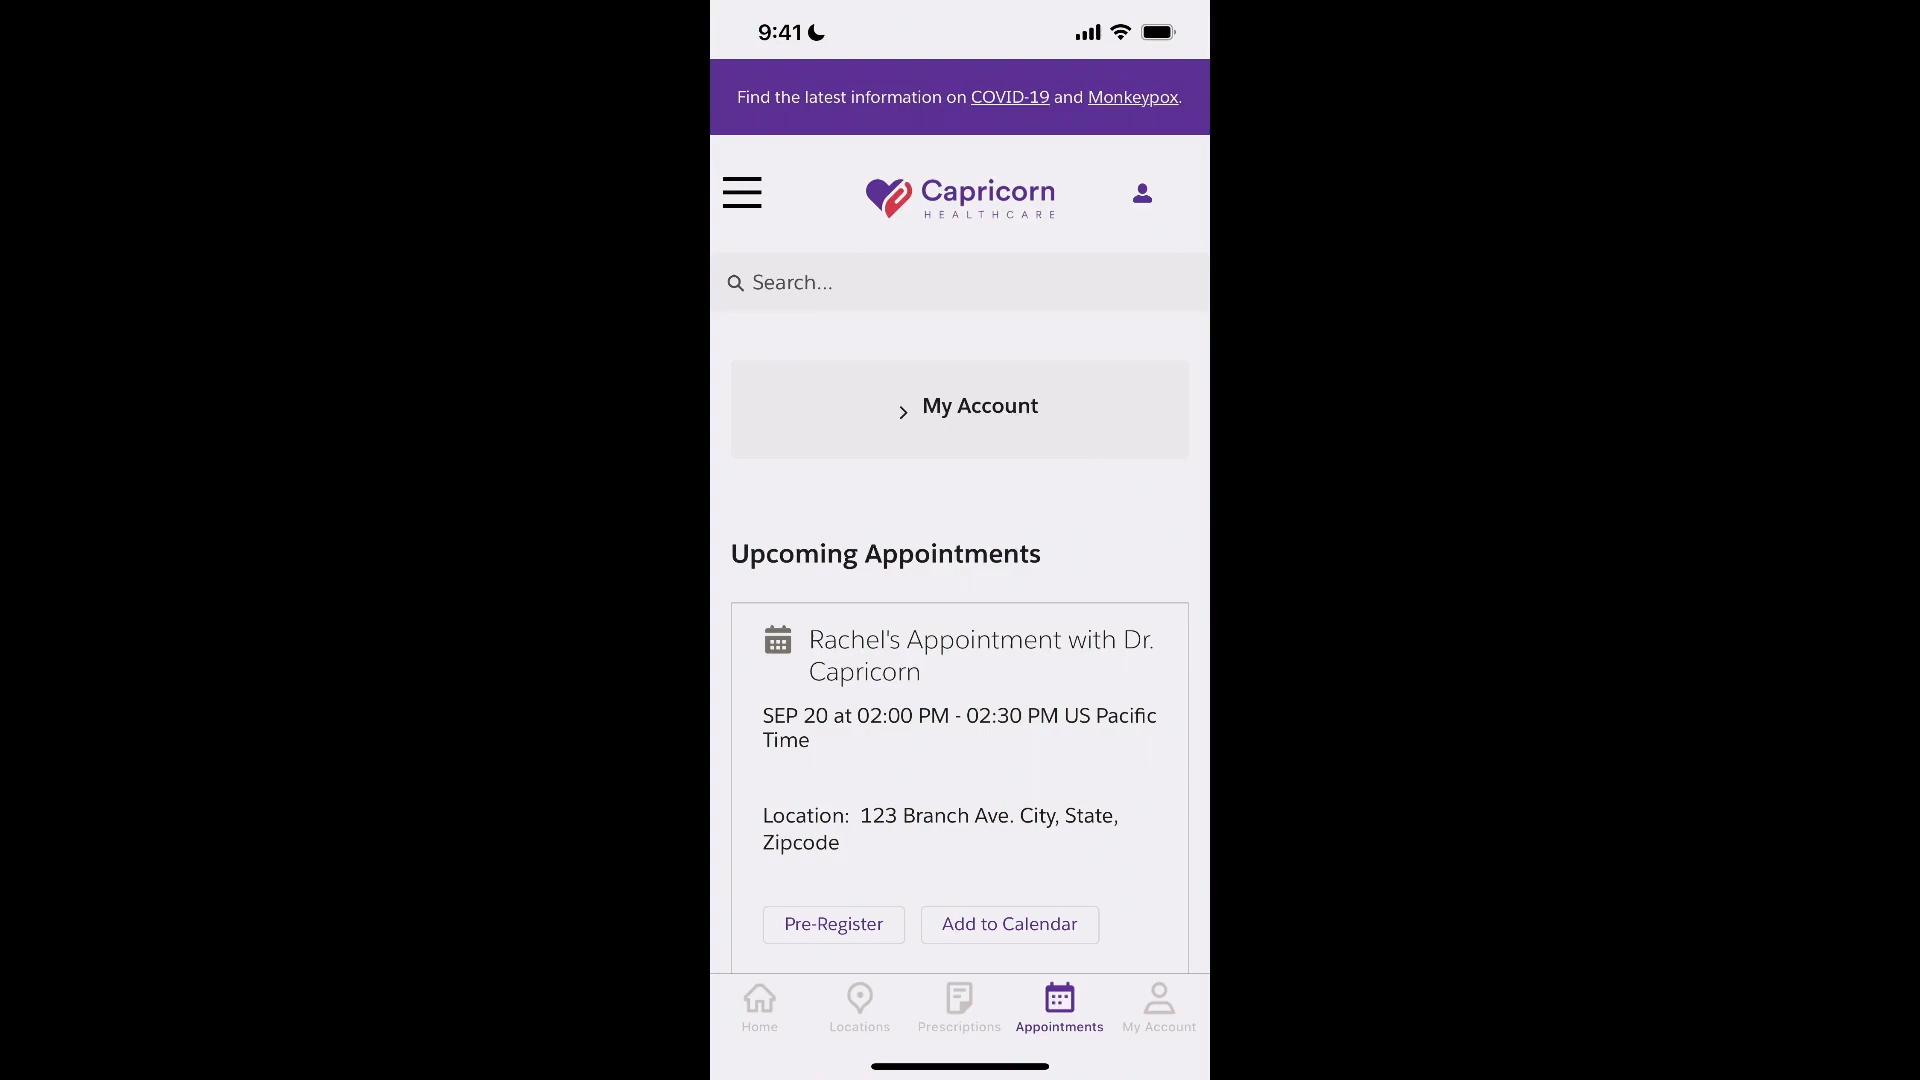 9:41
Find the latest information on COVID-19 and Monkeypox.
Capricorn
HEALTHCARE
Search...
My Account
Upcoming Appointments
Rachel's Appointment with Dr.
Capricorn
SEP 20 at 02:00 PM - 02:30 PM US Pacific
Time
Location:  123 Branch Ave. City, State,
Zipcode
Pre-Register
Add to Calendar
Home
Locations
Prescriptions
Appointments
My Account